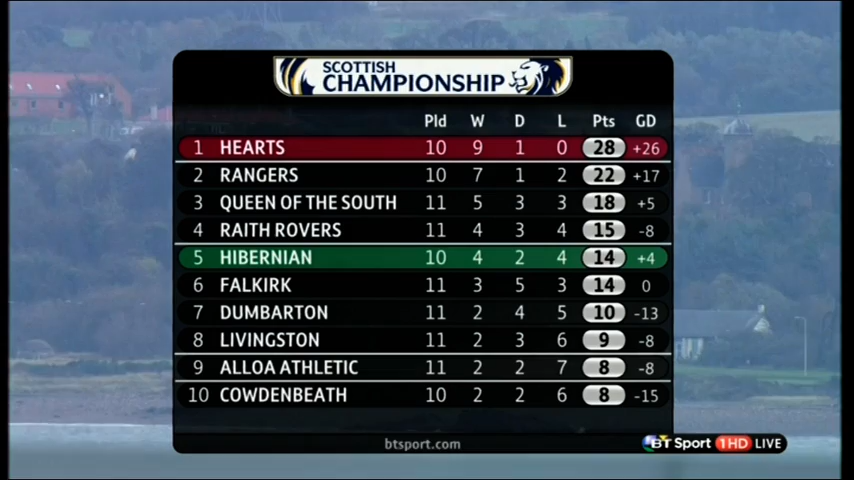 SCOTTISH
CHAMPIONSHIP
Pld W D L Pts GD
1 HEARTS 10 9 1 0 28 +26
2 RANGERS 10 7 1 2 22 +17
3 QUEEN OF THE SOUTH 11 5 3 3 18 +5
4 RAITH ROVERS 11 4 3 4 15 -8
5 HIBERNIAN 10 4 2 4 14 +4
6 FALKIRK 11 3 5 3 14 0
7 DUMBARTON 11 2 4 5 10 -13
8 LIVINGSTON 11 2 3 6 9 -8
9 ALLOA ATHLETIC 11 2 2 7 8 -8
10 COWDENBEATH 10 2 2 6 8 -15
btsport.com
BT Sport 1HD LIVE